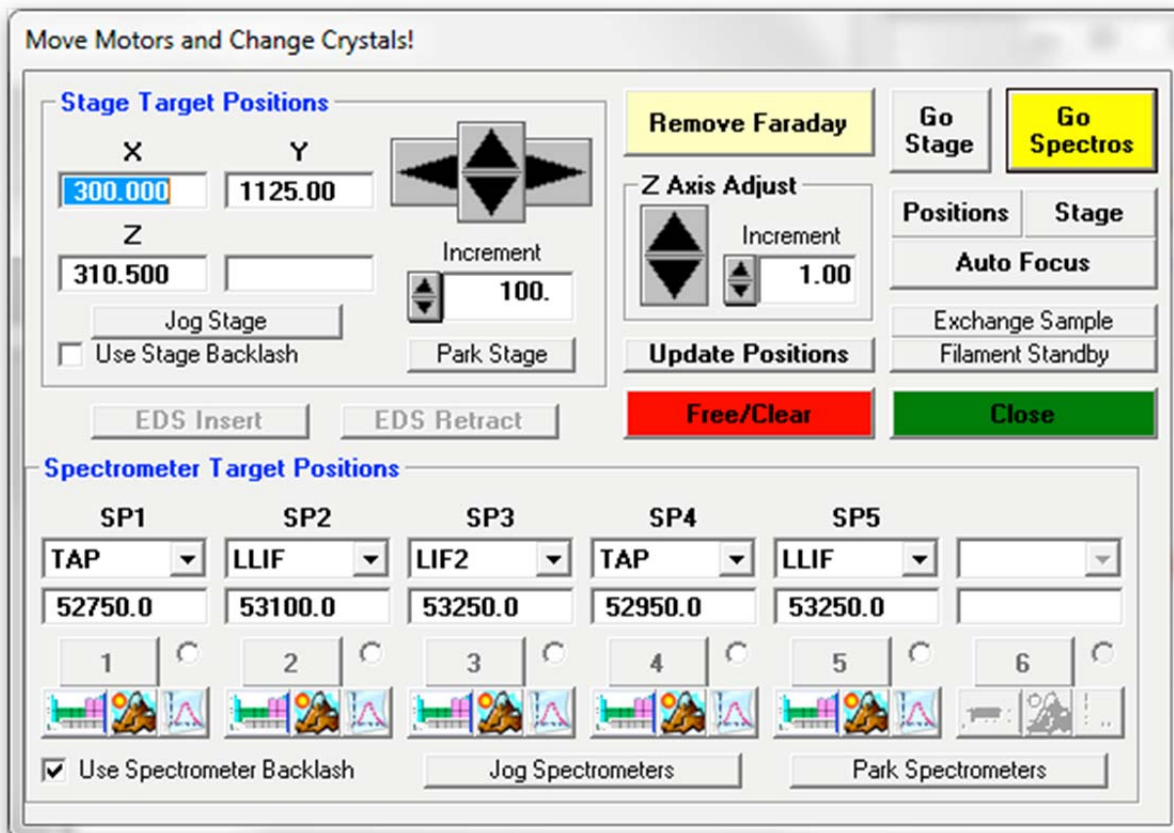 Move Motors and Change Crystals!
Stage Target Positions
X Y
300.000 1125.00
Z
310.500
Increment
100.
Jog Stage
Use Stage Backlash
Park Stage
Remove Faraday
Go Stage
Go Spectros
Z Axis Adjust
Increment
1.00
Positions Stage
Auto Focus
Exchange Sample
Update Positions
Filament Standby
EDS Insert EDS Retract
Free/Clear
Close
Spectrometer Target Positions
SP1 SP2 SP3 SP4 SP5
TAP LLIF LIF2 TAP LLIF
52750.0 53100.0 53250.0 52950.0 53250.0
1 2 3 4 5 6
Use Spectrometer Backlash Jog Spectrometers Park Spectrometers